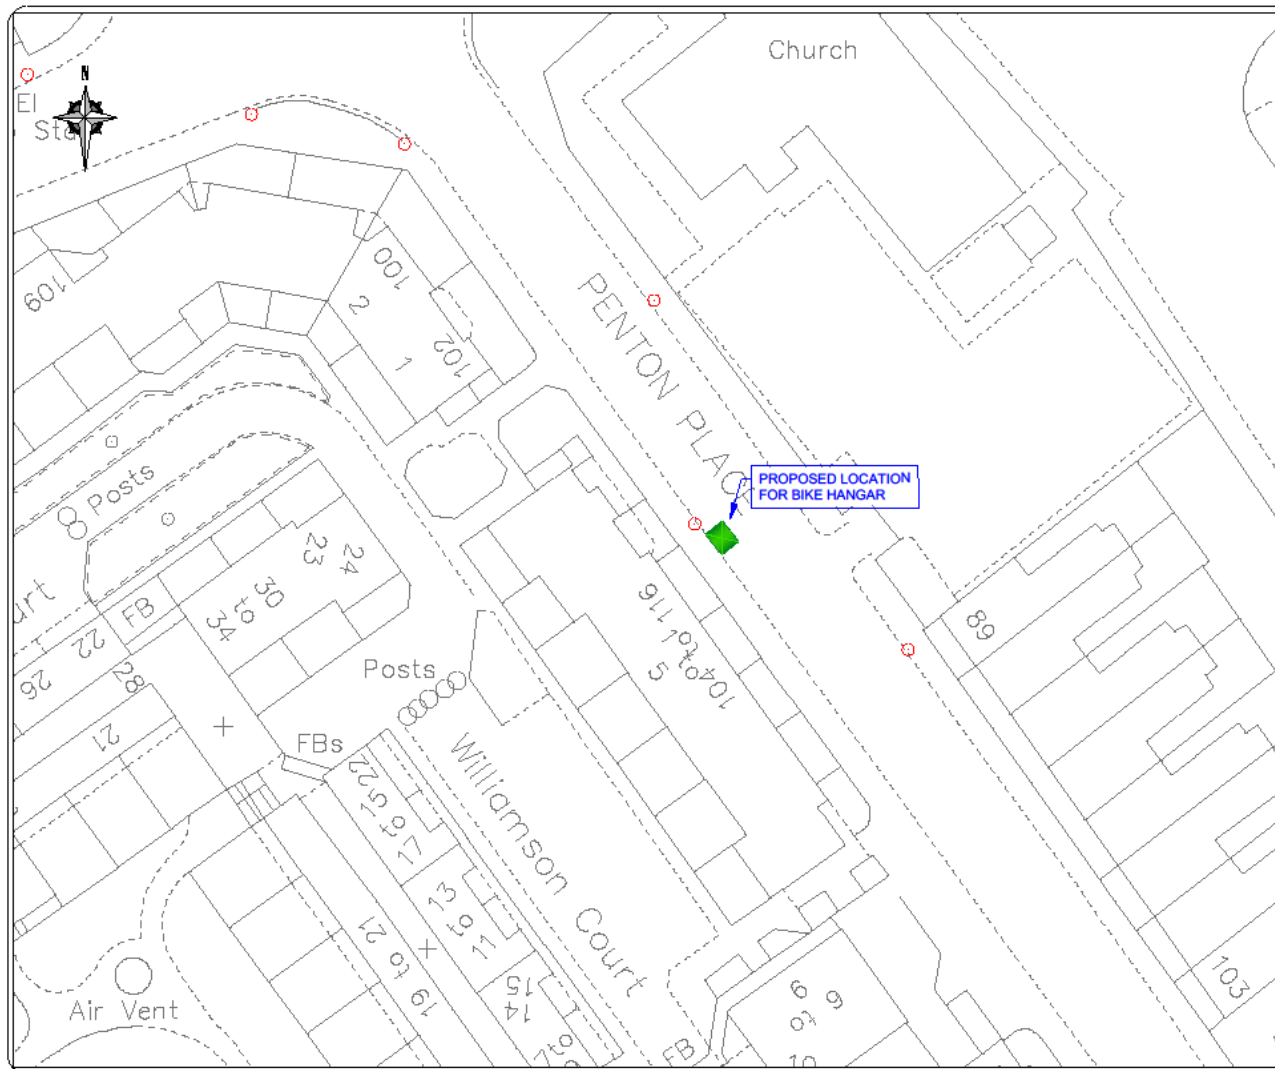 Church
N
El
Sta
PENTON PLACE
109
100
2
1
102
PROPOSED LOCATION
FOR BIKE HANGAR
Posts
23
24
30
to
34
FB
22
26
28
21
urt
104 to 116
5
89
Posts
FBs
Williamson Court
22
15 to 17
13
9
11
19 to 21
15
14
Air Vent
FB
9
6
to
10
103